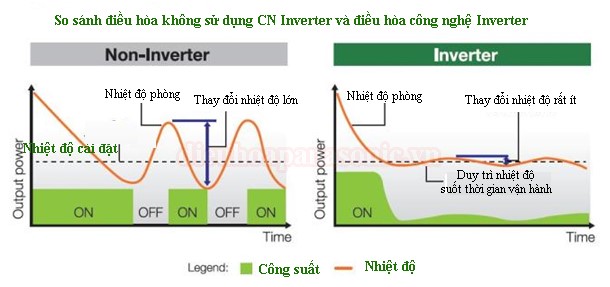 So sánh điều hòa không sử dụng CN Inverter và điều hòa công nghệ Inverter
Non-Inverter
Nhiệt độ phòng
Thay đổi nhiệt độ lớn
Nhiệt độ cài đặt
Output power
ON
OFF
ON
OFF
ON
Time
Inverter
Nhiệt độ phòng
Thay đổi nhiệt độ rất ít
Duy trì nhiệt độ
suốt thời gian vận hành
Output power
ON
Time
Legend:
Công suất
Nhiệt độ